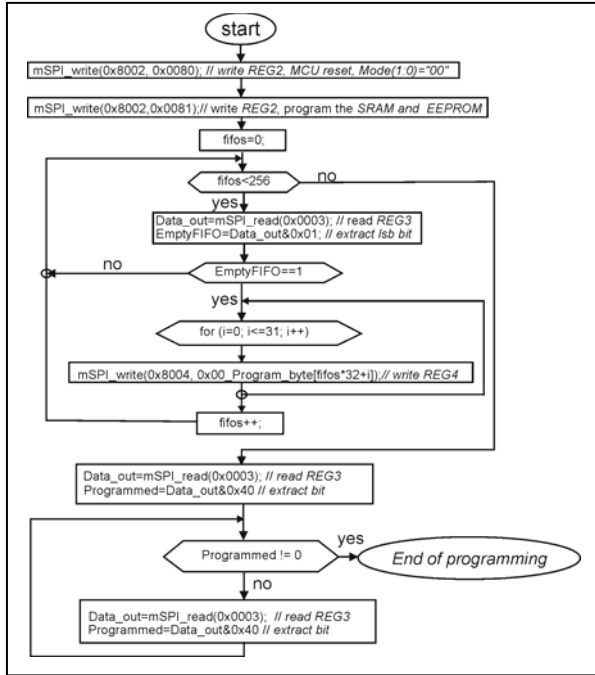 start
mSPI_write(0x8002, 0x0080); // write REG2, MCU reset, Mode(1:0)="00"
mSPI_write(0x8002,0x0081);// write REG2, program the SRAM and EEPROM
fifos=0;
fifos<256
no
yes
Data_out=mSPI_read(0x0003); // read REG3
EmptyFIFO=Data_out&0x01; // extract lsb bit
no
EmptyFIFO==1
yes
for (i=0; i<=31; i++)
mSPI_write(0x8004, 0x00_Program_byte[fifos*32+i]);// write REG4
fifos++;
Data_out=mSPI_read(0x0003); // read REG3
Programmed=Data_out&0x40 // extract bit
Programmed != 0
yes
End of programming
no
Data_out=mSPI_read(0x0003); // read REG3
Programmed=Data_out&0x40 // extract bit